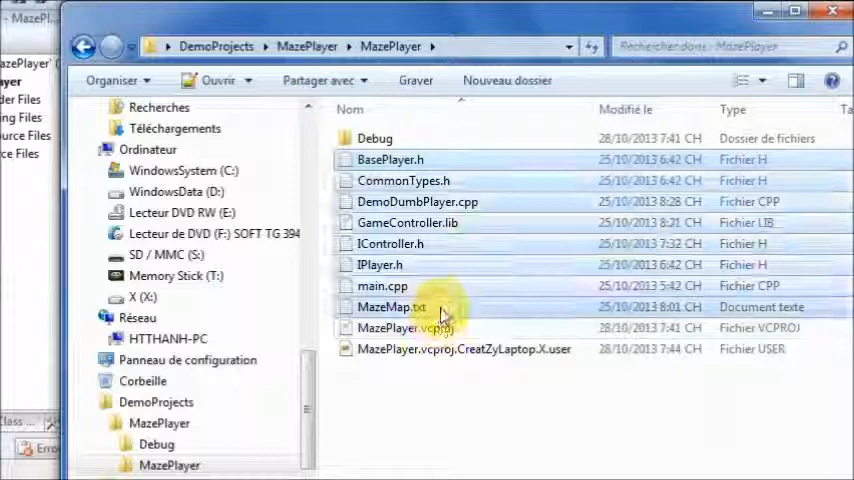 - MazePl
DemoProjects MazePlayer MazePlayer
Rechercher dans : MazePlayer
Organiser Ouvrir Partager avec Graver Nouveau dossier
MazePlayer'
ayer
der Files
ing Files
ource Files
ce Files
Class ...
Erro
Recherches
Téléchargements
Ordinateur
WindowsSystem (C:)
WindowsData (D:)
Lecteur DVD RW (E:)
Lecteur de DVD (F:) SOFT TG 394
SD / MMC (S:)
Memory Stick (T:)
X (X:)
Réseau
HTTHANH-PC
Panneau de configuration
Corbeille
DemoProjects
MazePlayer
Debug
MazePlayer
Nom Modifié le Type Ta
Debug 28/10/2013 7:41 CH Dossier de fichiers
BasePlayer.h 25/10/2013 6:42 CH Fichier H
CommonTypes.h 25/10/2013 6:42 CH Fichier H
DemoDumbPlayer.cpp 25/10/2013 8:28 CH Fichier CPP
GameController.lib 25/10/2013 8:21 CH Fichier LIB
IController.h 25/10/2013 7:32 CH Fichier H
IPlayer.h 25/10/2013 6:42 CH Fichier H
main.cpp 25/10/2013 5:42 CH Fichier CPP
MazeMap.txt 25/10/2013 8:01 CH Document texte
MazePlayer.vcproj 28/10/2013 7:41 CH Fichier VCPROJ
MazePlayer.vcproj.CreatZyLaptop.X.user 28/10/2013 7:44 CH Fichier USER